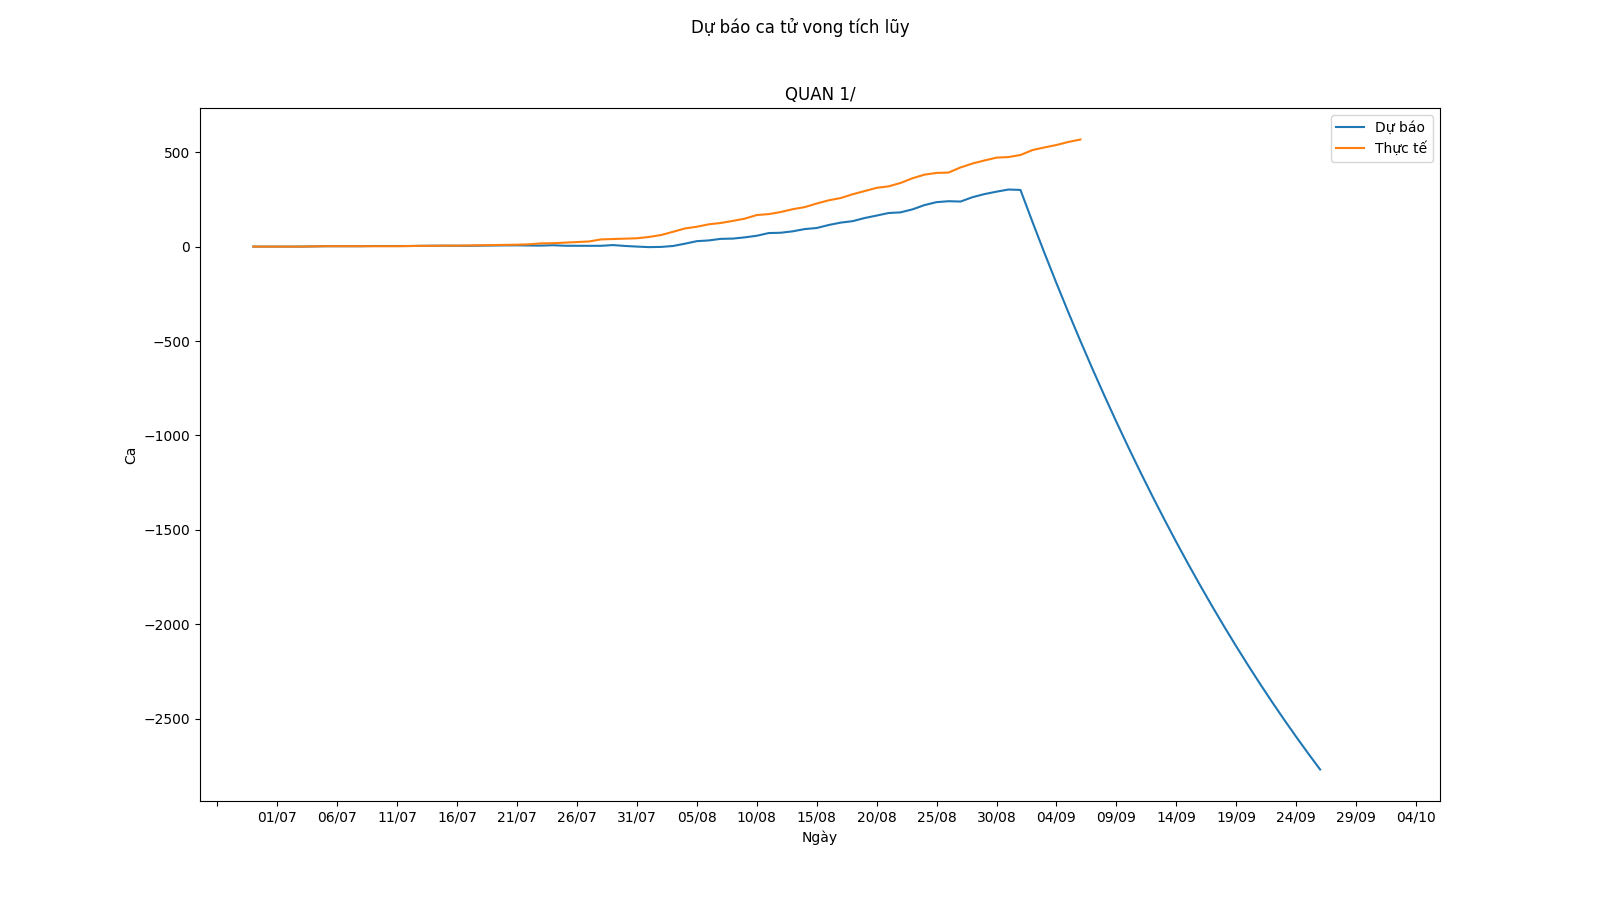 Dự báo ca tử vong tích lũy
QUAN 1/
Dự báo
Thực tế
500
0
−500
−1000
−1500
−2000
−2500
Ca
01/07 06/07 11/07 16/07 21/07 26/07 31/07 05/08 10/08 15/08 20/08 25/08 30/08 04/09 09/09 14/09 19/09 24/09 29/09 04/10
Ngày